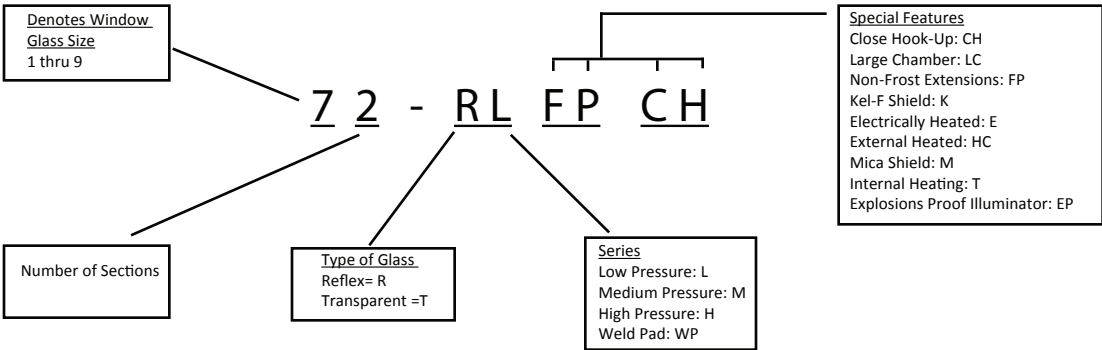 Denotes Window
Glass Size
1 thru 9
Special Features
Close Hook-Up: CH
Large Chamber: LC
Non-Frost Extensions: FP
Kel-F Shield: K
Electrically Heated: E
External Heated: HC
Mica Shield: M
Internal Heating: T
Explosions Proof Illuminator: EP
7 2 - R L F P C H
Number of Sections
Type of Glass
Reflex= R
Transparent =T
Series
Low Pressure: L
Medium Pressure: M
High Pressure: H
Weld Pad: WP